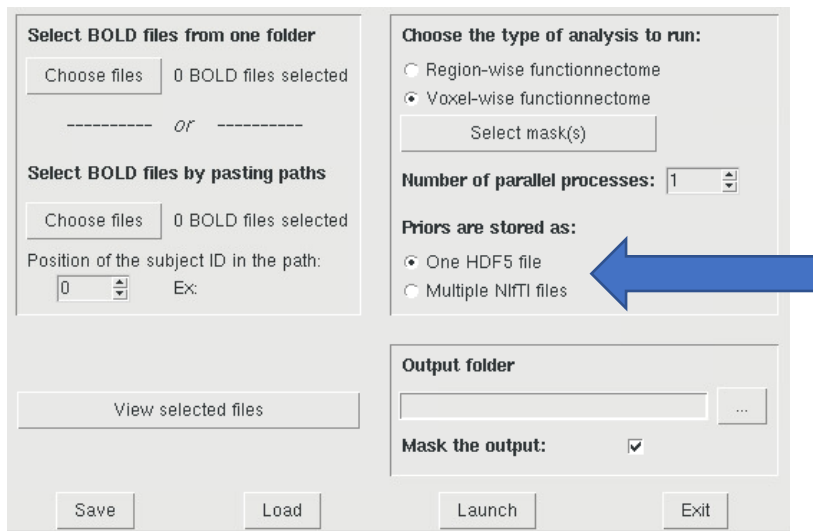 Select BOLD files from one folder
Choose files 0 BOLD files selected
---------- or ----------
Select BOLD files by pasting paths
Choose files 0 BOLD files selected
Position of the subject ID in the path:
0 Ex:
View selected files
Choose the type of analysis to run:
Region-wise functionnectome
Voxel-wise functionnectome
Select mask(s)
Number of parallel processes: 1
Priors are stored as:
One HDF5 file
Multiple NIfTI files
Output folder
...
Mask the output:
Save Load Launch Exit